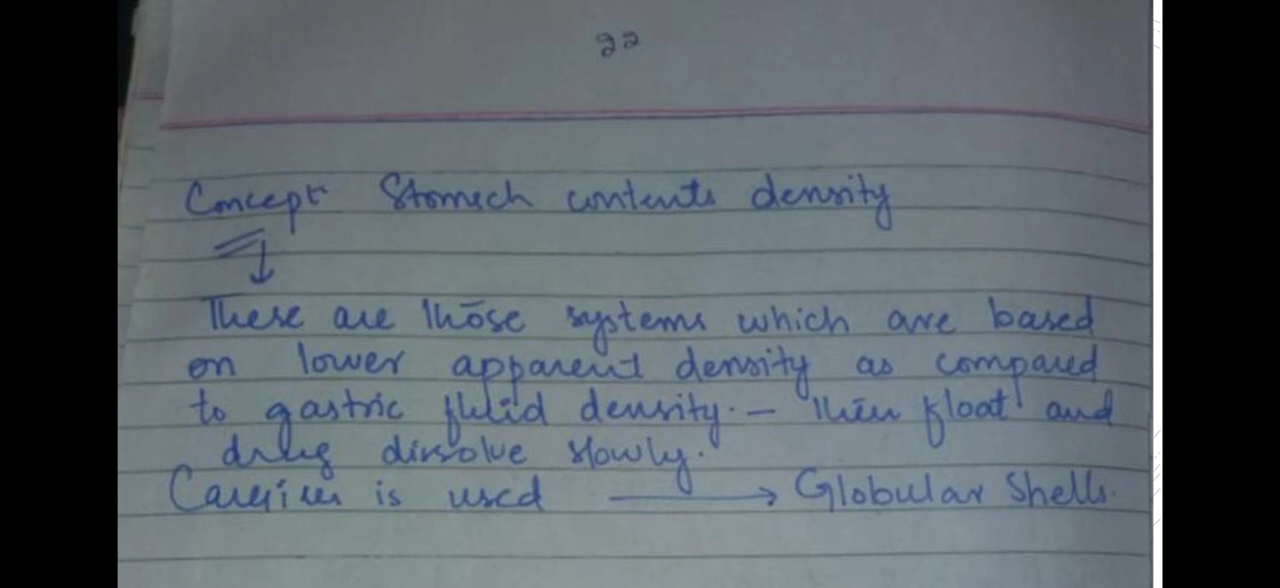 22
Concept Stomach contents density
These are those systems which are based
on lower apparent density as compared
to gastric fluid density. - then float and
drug dissolve slowly.
Carrier is used → Globular Shells.